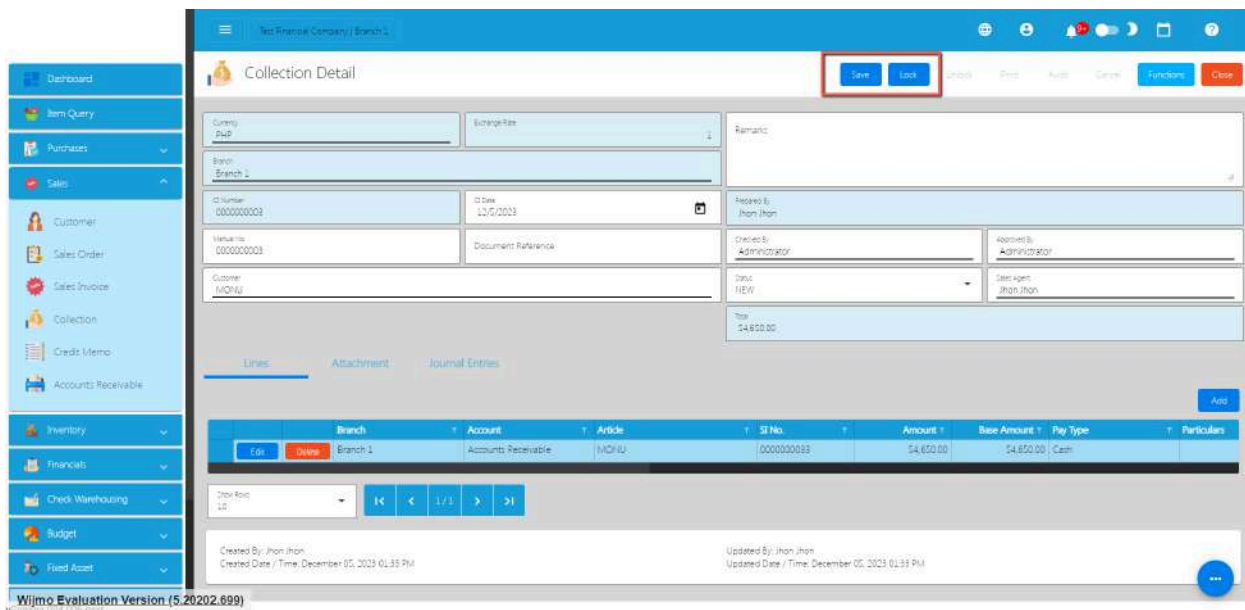 Test Financial Company | Branch 1
9+
Dashboard
Item Query
Purchases
Sales
Customer
Sales Order
Sales Invoice
Collection
Credit Memo
Accounts Receivable
Inventory
Financials
Check Warehousing
Budget
Fixed Asset
Wijmo Evaluation Version (5.20202.699)
Collection Detail
Save Lock Unlock Print Audit Cancel Functions Close
Currency
PHP
Exchange Rate
1
Remarks
Branch
Branch 1
CI Number
0000000003
CI Date
12/5/2023
Prepared By
Jhon Jhon
Manual No.
0000000003
Document Reference
Checked By
Administrator
Approved By
Administrator
Customer
MONU
Status
NEW
Sales Agent
Jhon Jhon
Total
54,650.00
Lines Attachment Journal Entries
Add
Branch Account Article SI No. Amount Base Amount Pay Type Particulars
Edit Delete Branch 1 Accounts Receivable MONU 0000000033 54,650.00 54,650.00 Cash
Show Rows
10
1/1
Created By: Jhon Jhon
Created Date / Time: December 05, 2023 01:33 PM
Updated By: Jhon Jhon
Updated Date / Time: December 05, 2023 01:33 PM